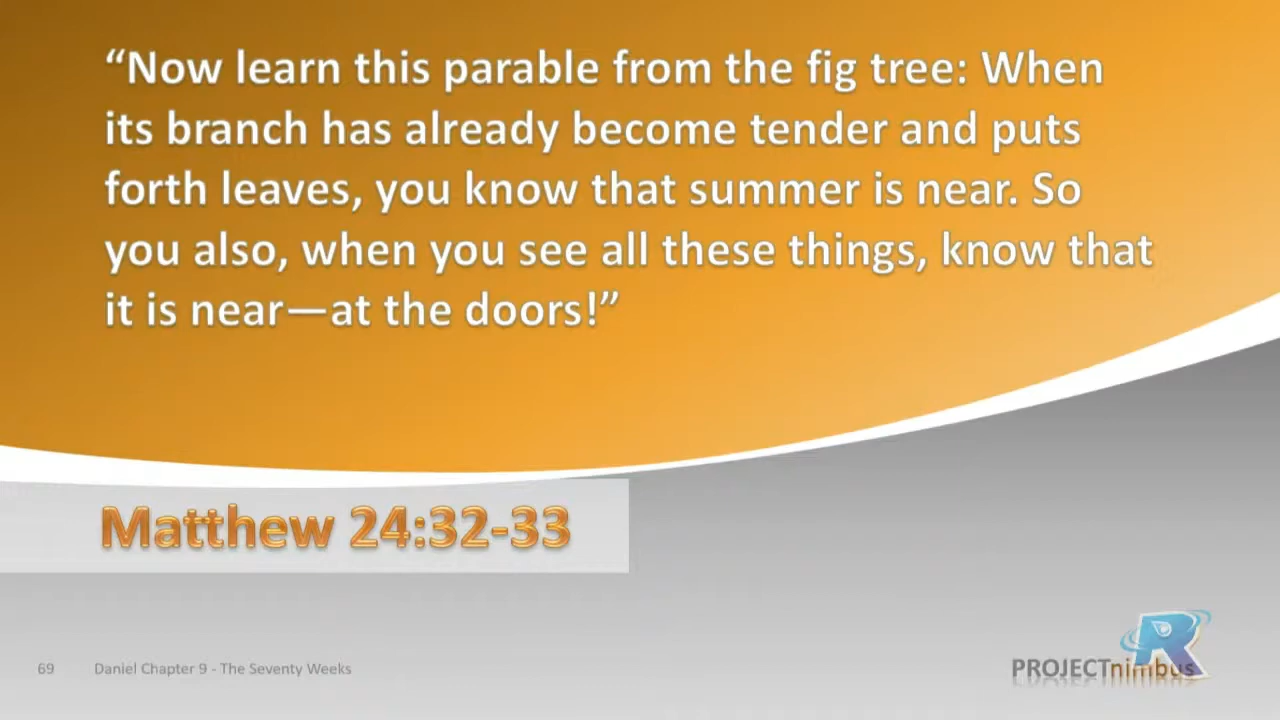 “Now learn this parable from the fig tree: When
its branch has already become tender and puts
forth leaves, you know that summer is near. So
you also, when you see all these things, know that
it is near—at the doors!”
Matthew 24:32-33
69 Daniel Chapter 9 - The Seventy Weeks
PROJECTnimbus
R